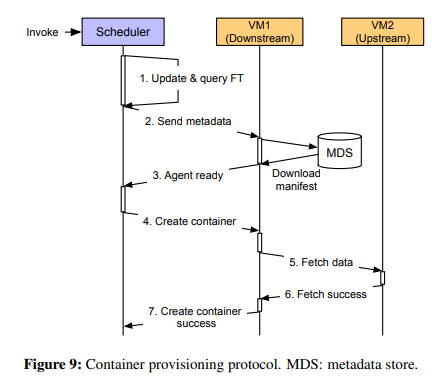 Invoke
Scheduler
VM1
(Downstream)
VM2
(Upstream)
1. Update & query FT
2. Send metadata
MDS
Download
manifest
3. Agent ready
4. Create container
5. Fetch data
6. Fetch success
7. Create container
success
Figure 9: Container provisioning protocol. MDS: metadata store.